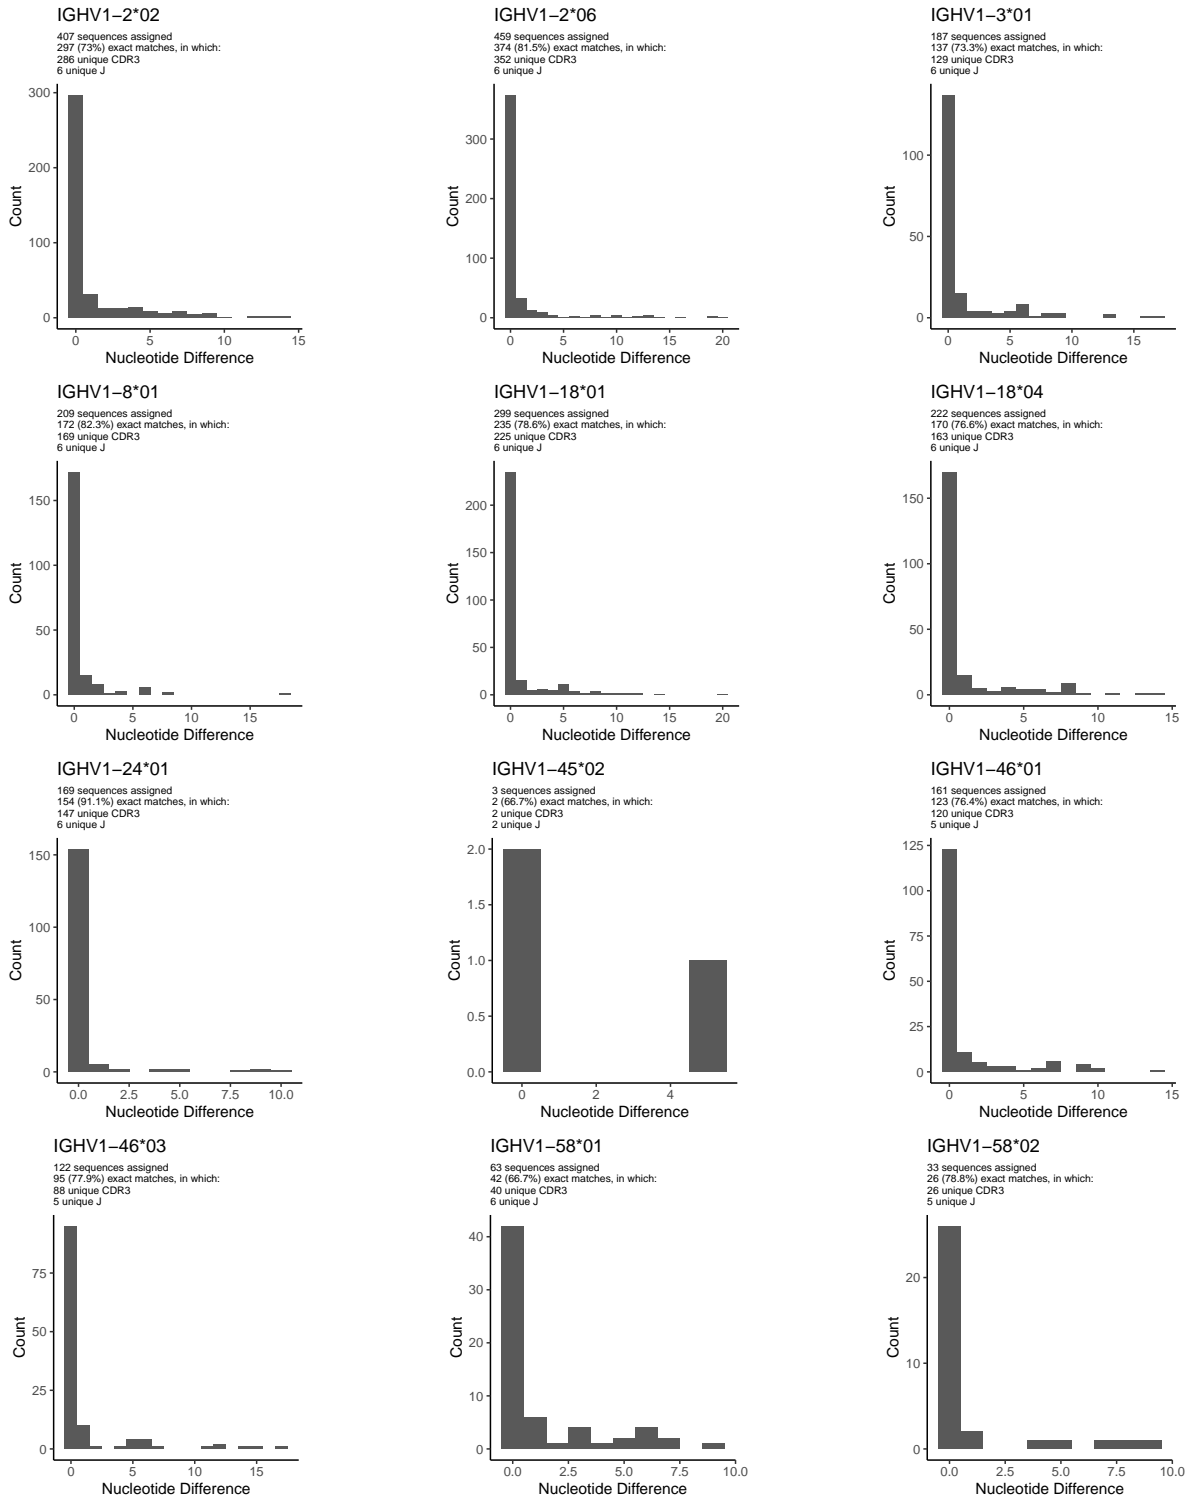 IGHV1−2*02
407 sequences assigned
297 (73%) exact matches, in which:
286 unique CDR3
6 unique J
300
200
100
0
Count
0 5 10 15
Nucleotide Difference
IGHV1−2*06
459 sequences assigned
374 (81.5%) exact matches, in which:
352 unique CDR3
6 unique J
300
200
100
0
Count
0 5 10 15 20
Nucleotide Difference
IGHV1−3*01
187 sequences assigned
137 (73.3%) exact matches, in which:
129 unique CDR3
6 unique J
100
50
0
Count
0 5 10 15
Nucleotide Difference
IGHV1−8*01
209 sequences assigned
172 (82.3%) exact matches, in which:
169 unique CDR3
6 unique J
150
100
50
0
Count
0 5 10 15
Nucleotide Difference
IGHV1−18*01
299 sequences assigned
235 (78.6%) exact matches, in which:
225 unique CDR3
6 unique J
200
150
100
50
0
Count
0 5 10 15 20
Nucleotide Difference
IGHV1−18*04
222 sequences assigned
170 (76.6%) exact matches, in which:
163 unique CDR3
6 unique J
150
100
50
0
Count
0 5 10 15
Nucleotide Difference
IGHV1−24*01
169 sequences assigned
154 (91.1%) exact matches, in which:
147 unique CDR3
6 unique J
150
100
50
0
Count
0.0 2.5 5.0 7.5 10.0
Nucleotide Difference
IGHV1−45*02
3 sequences assigned
2 (66.7%) exact matches, in which:
2 unique CDR3
2 unique J
2.0
1.5
1.0
0.5
0.0
Count
0 2 4
Nucleotide Difference
IGHV1−46*01
161 sequences assigned
123 (76.4%) exact matches, in which:
120 unique CDR3
5 unique J
125
100
75
50
25
0
Count
0 5 10 15
Nucleotide Difference
IGHV1−46*03
122 sequences assigned
95 (77.9%) exact matches, in which:
88 unique CDR3
5 unique J
75
50
25
0
Count
0 5 10 15
Nucleotide Difference
IGHV1−58*01
63 sequences assigned
42 (66.7%) exact matches, in which:
40 unique CDR3
6 unique J
40
30
20
10
0
Count
0.0 2.5 5.0 7.5 10.0
Nucleotide Difference
IGHV1−58*02
33 sequences assigned
26 (78.8%) exact matches, in which:
26 unique CDR3
5 unique J
20
10
0
Count
0.0 2.5 5.0 7.5 10.0
Nucleotide Difference